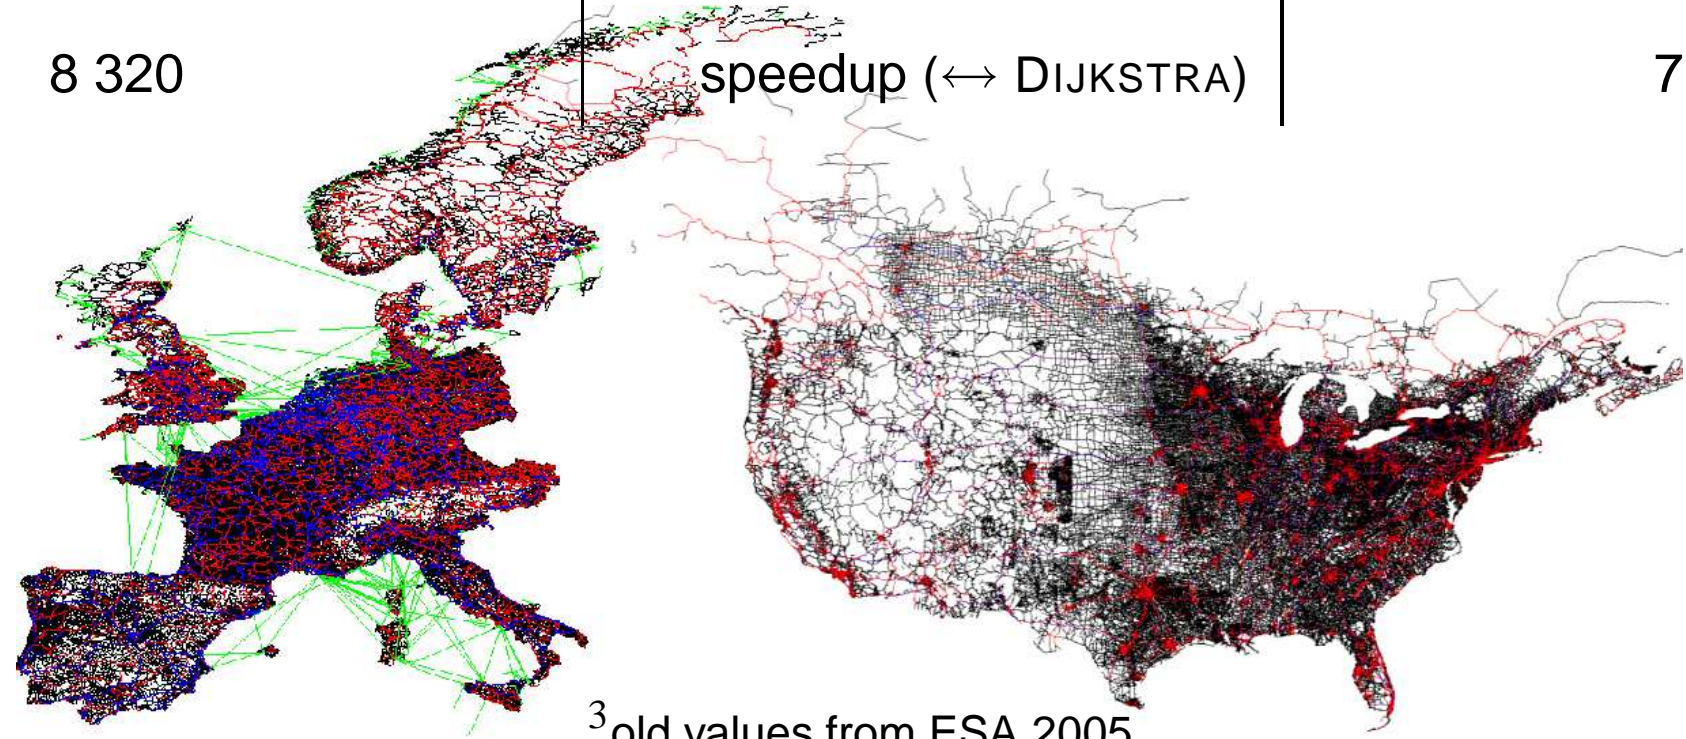 8 320 speedup (↔ DIJKSTRA) 7
³old values from ESA 2005